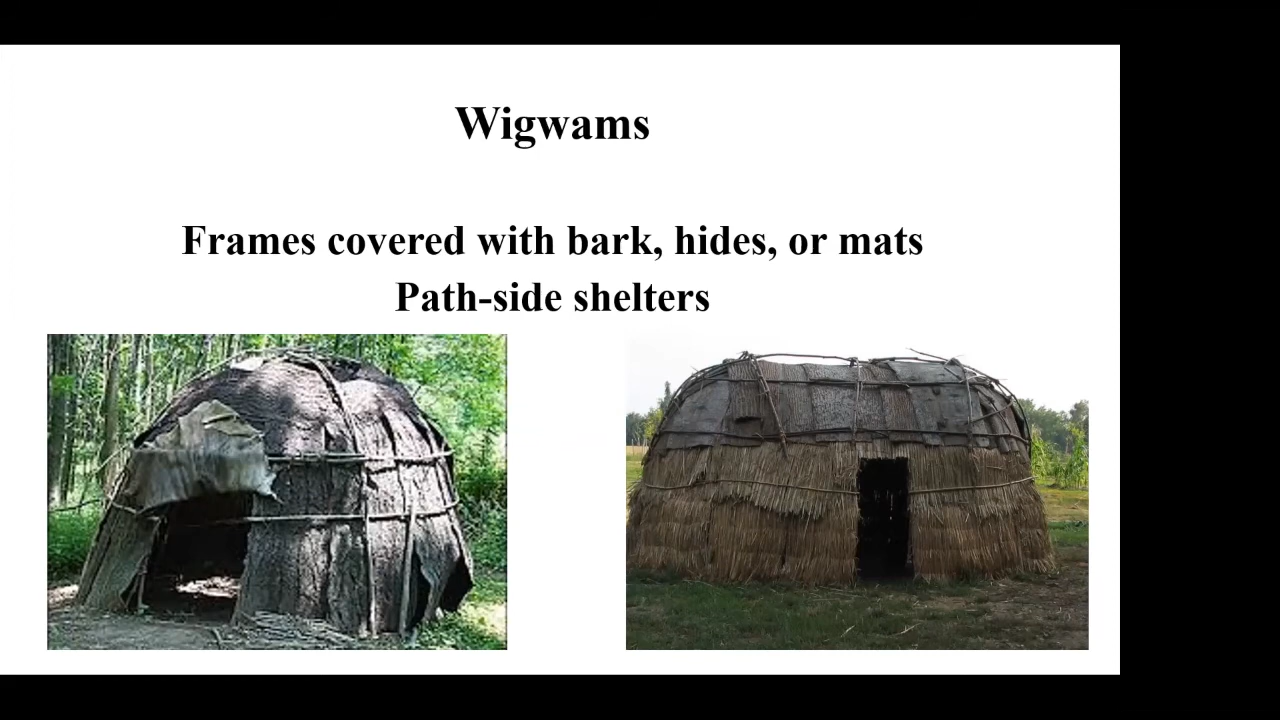 Wigwams
Frames covered with bark, hides, or mats
Path-side shelters